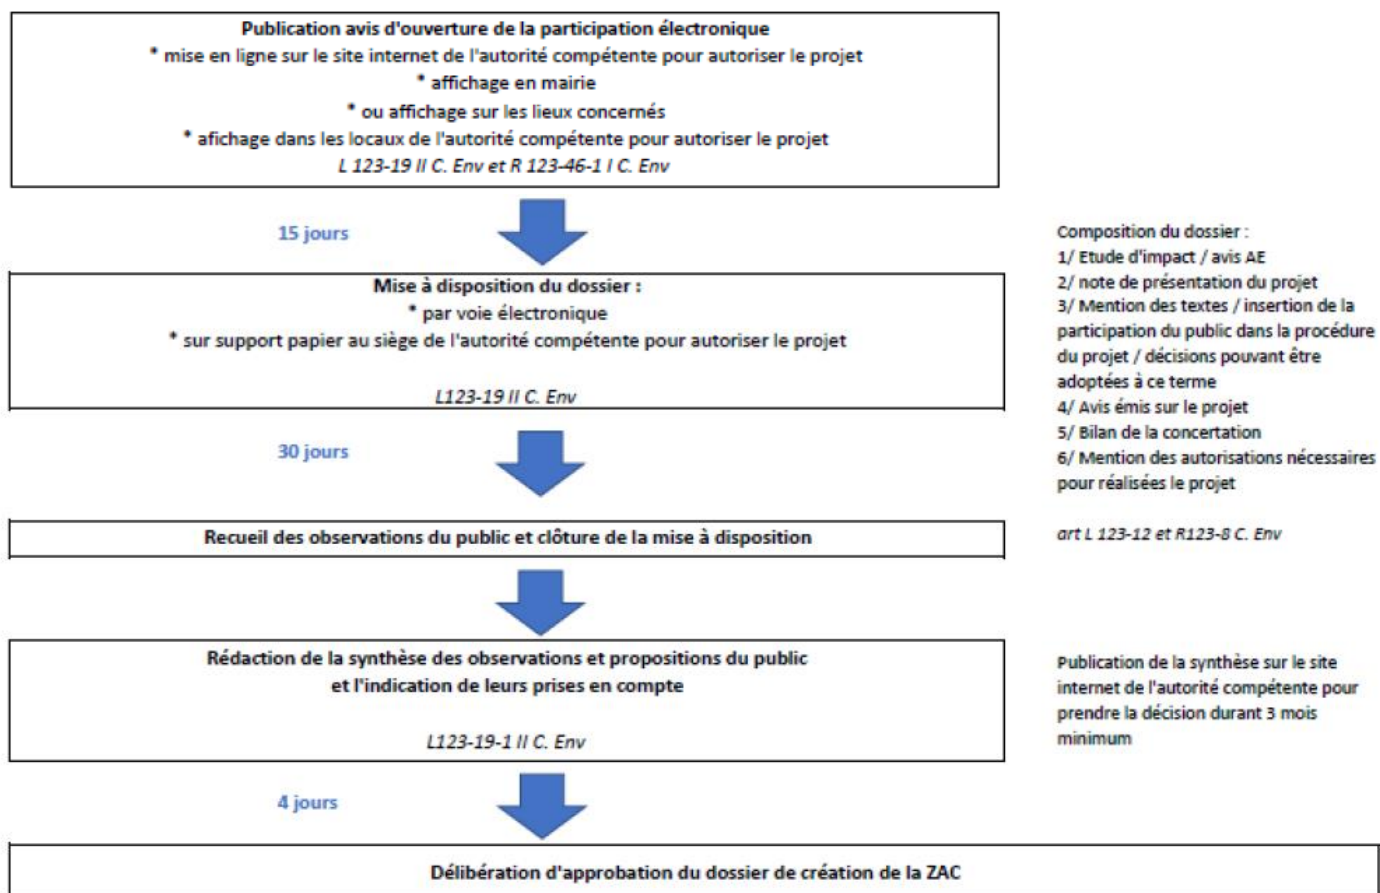 Publication avis d'ouverture de la participation électronique
* mise en ligne sur le site internet de l'autorité compétente pour autoriser le projet
* affichage en mairie
* ou affichage sur les lieux concernés
* afichage dans les locaux de l'autorité compétente pour autoriser le projet
L 123-19 II C. Env et R 123-46-1 I C. Env
15 jours
Mise à disposition du dossier :
* par voie électronique
* sur support papier au siège de l'autorité compétente pour autoriser le projet
L123-19 II C. Env
Composition du dossier :
1/ Etude d'impact / avis AE
2/ note de présentation du projet
3/ Mention des textes / insertion de la
participation du public dans la procédure
du projet / décisions pouvant être
adoptées à ce terme
4/ Avis émis sur le projet
5/ Bilan de la concertation
6/ Mention des autorisations nécessaires
pour réalisées le projet
art L 123-12 et R123-8 C. Env
30 jours
Recueil des observations du public et clôture de la mise à disposition
Rédaction de la synthèse des observations et propositions du public
et l'indication de leurs prises en compte
L123-19-1 II C. Env
Publication de la synthèse sur le site
internet de l'autorité compétente pour
prendre la décision durant 3 mois
minimum
4 jours
Délibération d'approbation du dossier de création de la ZAC